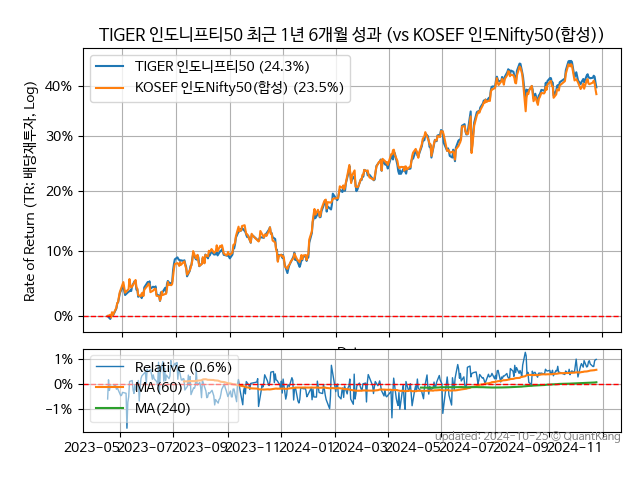 TIGER 인도니프티50 최근 1년 6개월 성과 (vs KOSEF 인도Nifty50(합성))
Rate of Return (TR: 배당재투자, Log)
TIGER 인도니프티50 (24.3%)
KOSEF 인도Nifty50(합성) (23.5%)
40%
30%
20%
10%
0%
1%
0%
−1%
Relative (0.6%)
MA(60)
MA(240)
updated: 2024-10-25 © QuantKang
2023-05 2023-07 2023-09 2023-11 2024-01 2024-03 2024-05 2024-07 2024-09 2024-11